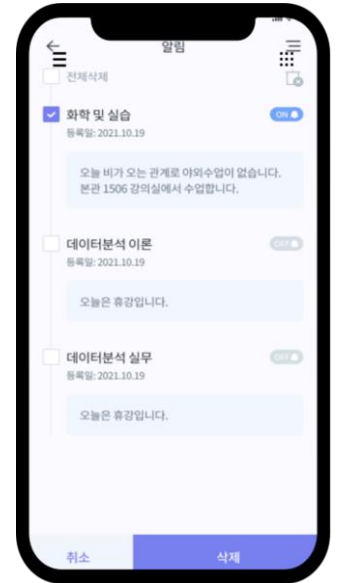 알림
전체삭제
화학 및 실습
ON
등록일: 2021.10.19
오늘 비가 오는 관계로 야외수업이 없습니다.
본관 1506 강의실에서 수업합니다.
데이터분석 이론
OFF
등록일: 2021.10.19
오늘은 휴강입니다.
데이터분석 실무
OFF
등록일: 2021.10.19
오늘은 휴강입니다.
취소
삭제